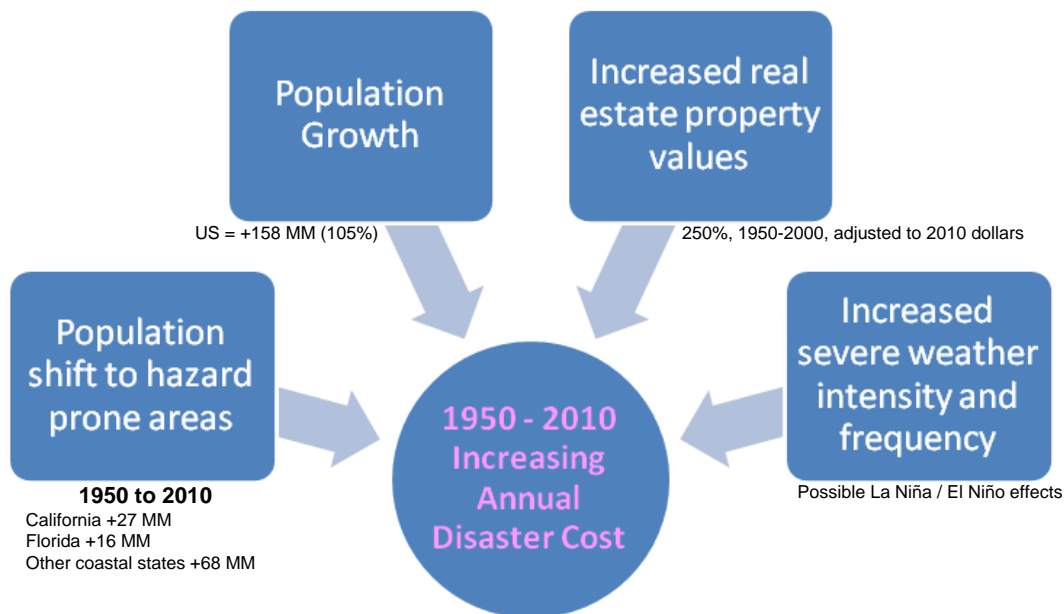 Population
Growth
US = +158 MM (105%)
Increased real
estate property
values
250%, 1950-2000, adjusted to 2010 dollars
Population
shift to hazard
prone areas
1950 to 2010
California +27 MM
Florida +16 MM
Other coastal states +68 MM
Increased
severe weather
intensity and
frequency
Possible La Niña / El Niño effects
1950 - 2010
Increasing
Annual
Disaster Cost